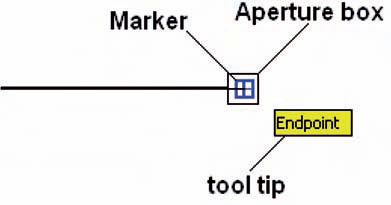 Marker
Aperture box
Endpoint
tool tip